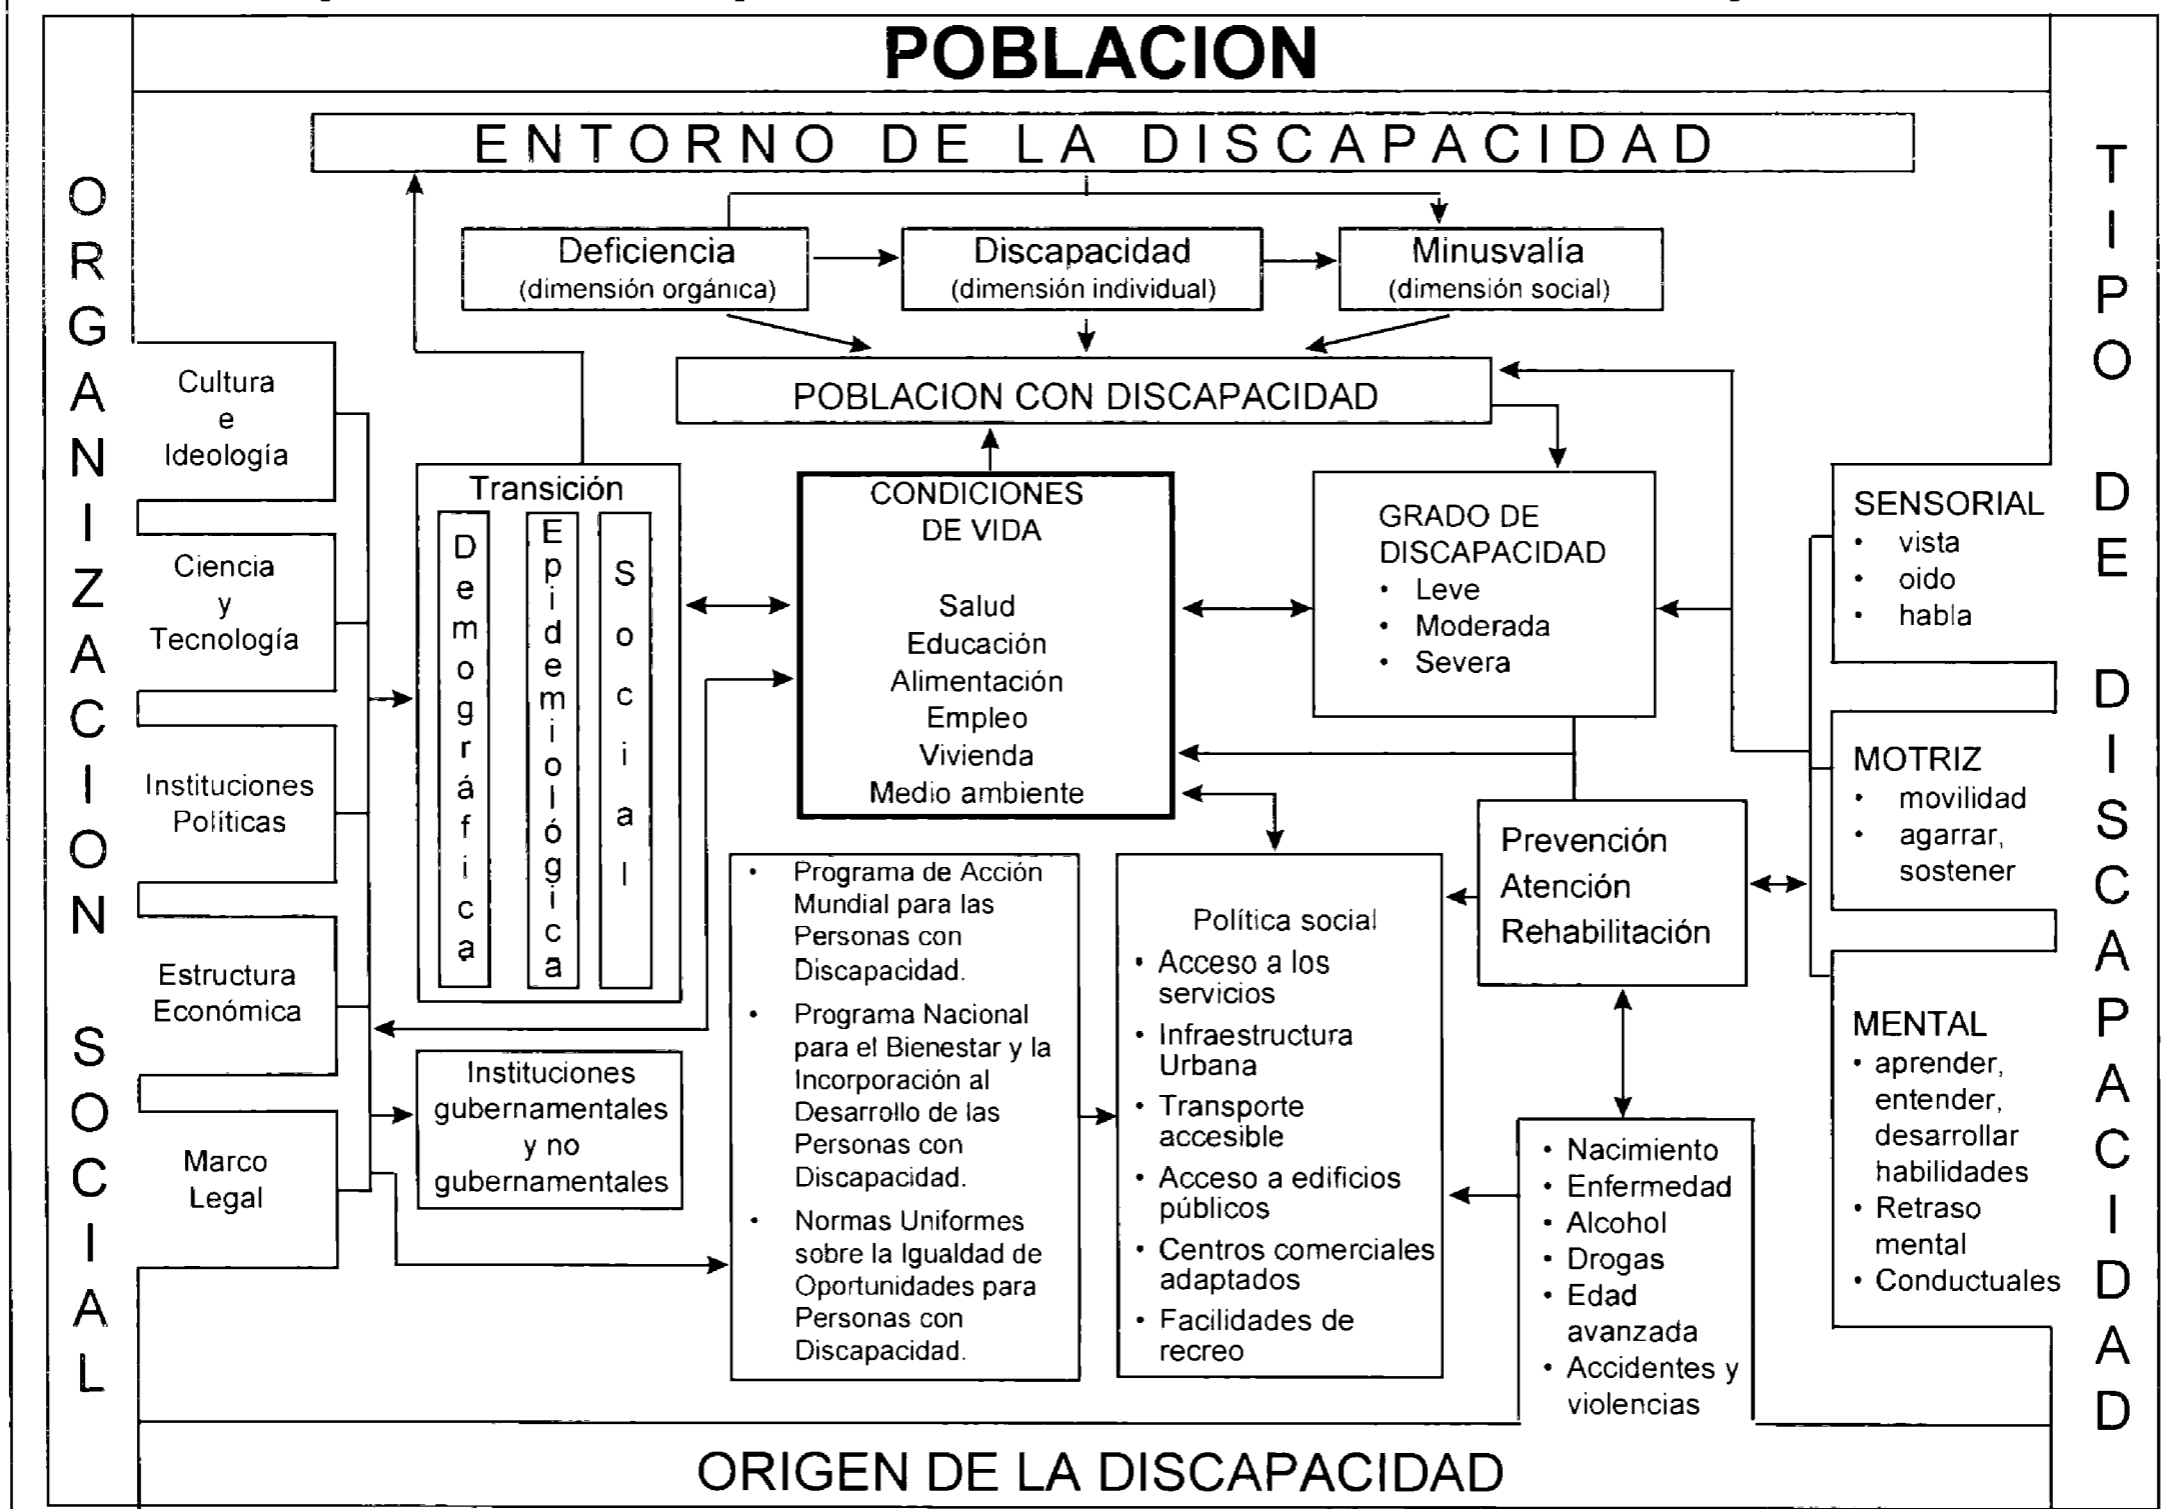 POBLACION
ENTORNO DE LA DISCAPACIDAD
ORGANIZACION SOCIAL
TIPO DE DISCAPACIDAD
Deficiencia
(dimensión orgánica)
Discapacidad
(dimensión individual)
Minusvalía
(dimensión social)
POBLACION CON DISCAPACIDAD
Cultura
e
Ideología
Ciencia
y
Tecnología
Instituciones
Políticas
Estructura
Económica
Marco
Legal
Transición
Demográfica
Epidemiológica
Social
Instituciones
gubernamentales
y no
gubernamentales
CONDICIONES
DE VIDA
Salud
Educación
Alimentación
Empleo
Vivienda
Medio ambiente
GRADO DE
DISCAPACIDAD
• Leve
• Moderada
• Severa
• Programa de Acción
Mundial para las
Personas con
Discapacidad.
• Programa Nacional
para el Bienestar y la
Incorporación al
Desarrollo de las
Personas con
Discapacidad.
• Normas Uniformes
sobre la Igualdad de
Oportunidades para
Personas con
Discapacidad.
Política social
• Acceso a los
servicios
• Infraestructura
Urbana
• Transporte
accesible
• Acceso a edificios
públicos
• Centros comerciales
adaptados
• Facilidades de
recreo
Prevención
Atención
Rehabilitación
• Nacimiento
• Enfermedad
• Alcohol
• Drogas
• Edad
avanzada
• Accidentes y
violencias
SENSORIAL
• vista
• oido
• habla
MOTRIZ
• movilidad
• agarrar,
sostener
MENTAL
• aprender,
entender,
desarrollar
habilidades
• Retraso
mental
• Conductuales
ORIGEN DE LA DISCAPACIDAD